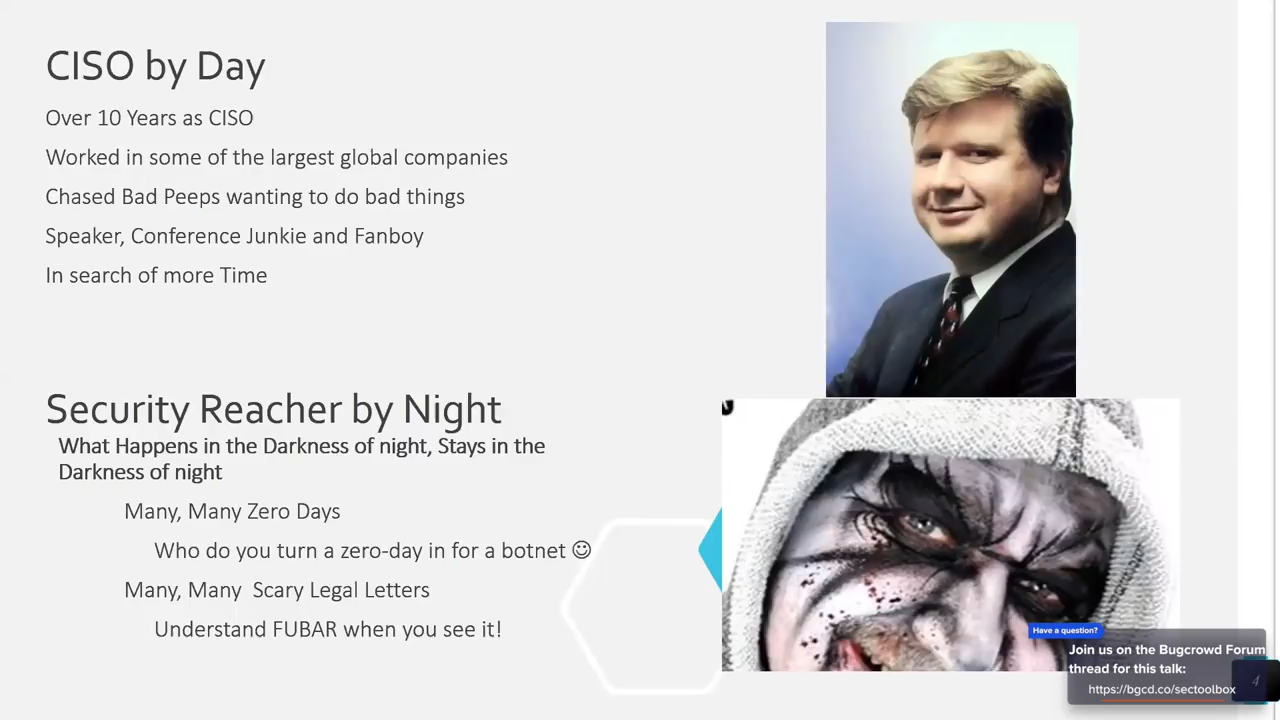 CISO by Day
Over 10 Years as CISO
Worked in some of the largest global companies
Chased Bad Peeps wanting to do bad things
Speaker, Conference Junkie and Fanboy
In search of more Time
Security Reacher by Night
What Happens in the Darkness of night, Stays in the
Darkness of night
Many, Many Zero Days
Who do you turn a zero-day in for a botnet ☺
Many, Many  Scary Legal Letters
Understand FUBAR when you see it!
Have a question?
Join us on the Bugcrowd Forum
thread for this talk:
https://bgcd.co/sectoolbox
4